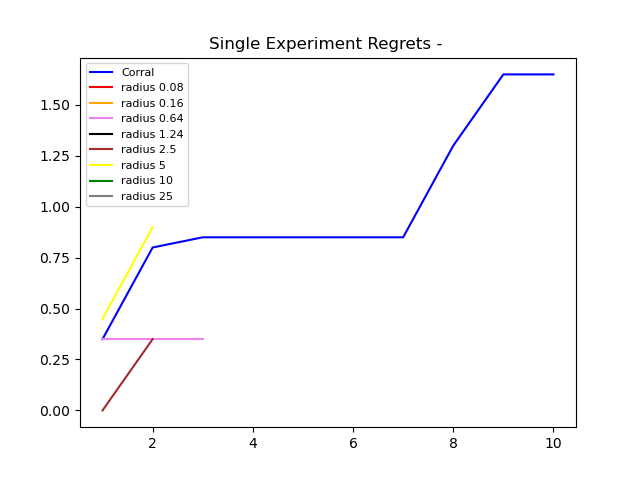 Single Experiment Regrets -
Corral
radius 0.08
radius 0.16
radius 0.64
radius 1.24
radius 2.5
radius 5
radius 10
radius 25
1.50
1.25
1.00
0.75
0.50
0.25
0.00
2 4 6 8 10